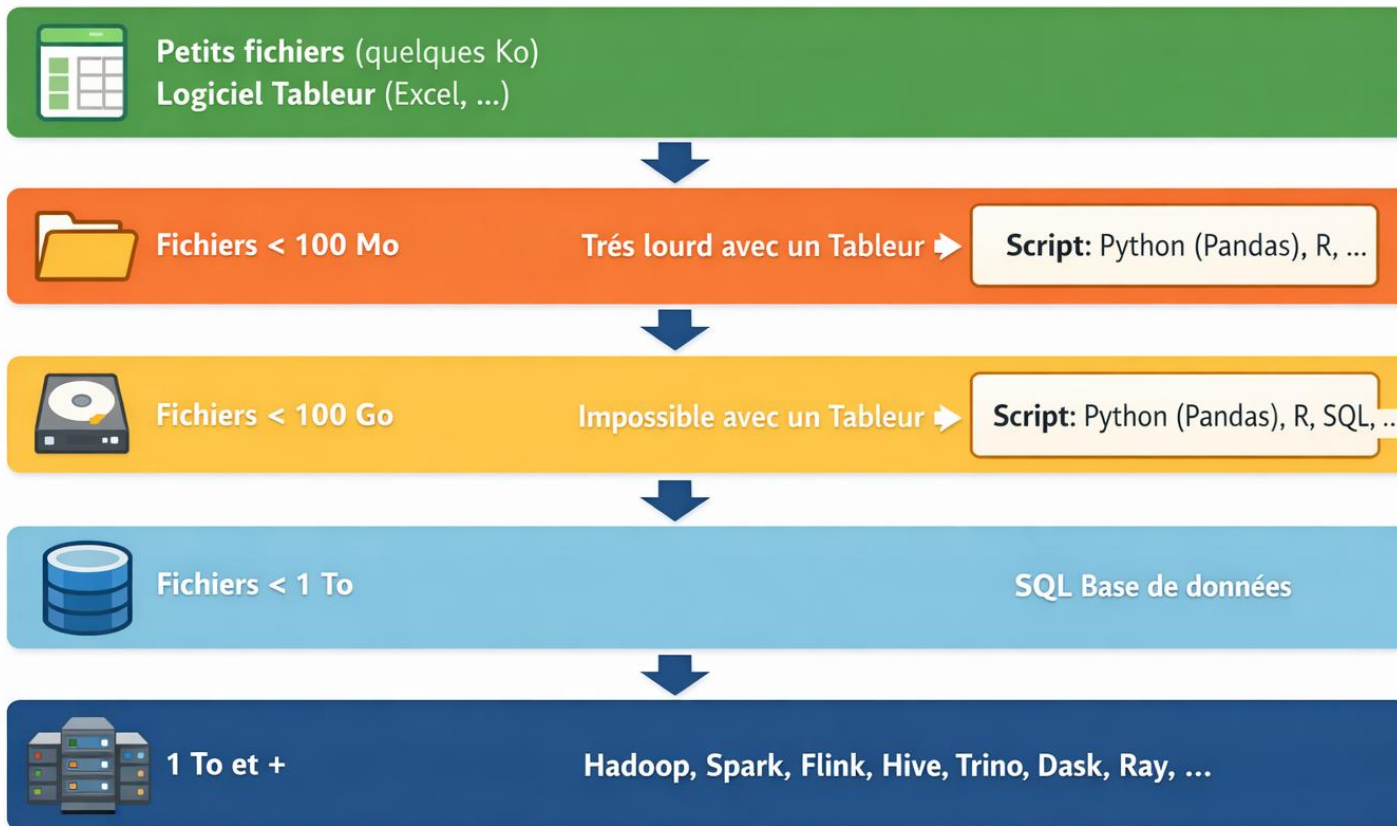 Petits fichiers (quelques Ko)
Logiciel Tableur (Excel, ...)
Fichiers < 100 Mo
Trés lourd avec un Tableur
Script: Python (Pandas), R, ...
Fichiers < 100 Go
Impossible avec un Tableur
Script: Python (Pandas), R, SQL, ...
Fichiers < 1 To
SQL Base de données
1 To et +
Hadoop, Spark, Flink, Hive, Trino, Dask, Ray, ...